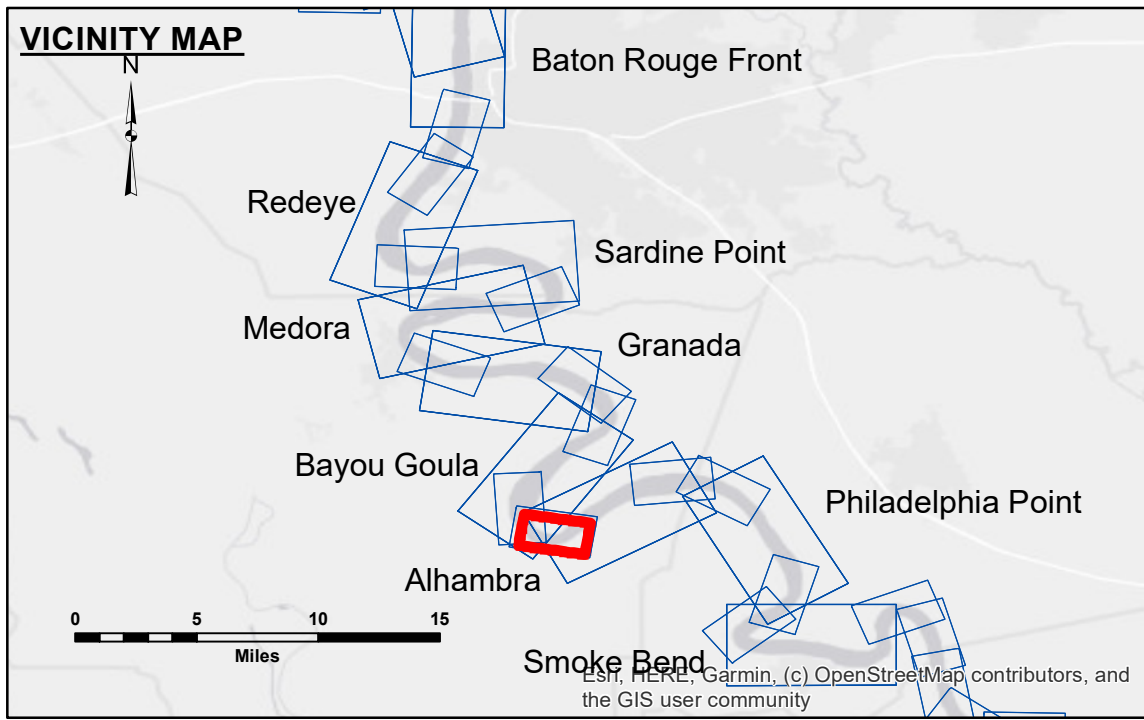 VICINITY MAP
N
Baton Rouge Front
Redeye
Sardine Point
Medora
Granada
Bayou Goula
Philadelphia Point
Alhambra
0 5 10 15
Miles
Smoke Bend
Esri, HERE, Garmin, (c) OpenStreetMap contributors, and
the GIS user community